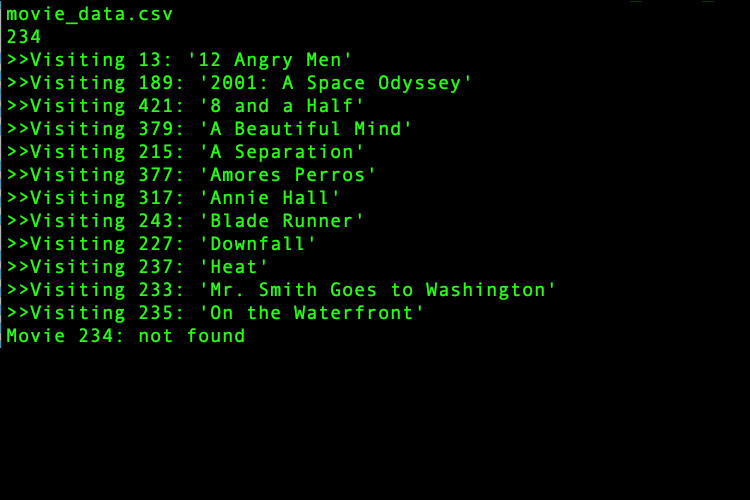 movie_data.csv
234
>>Visiting 13: '12 Angry Men'
>>Visiting 189: '2001: A Space Odyssey'
>>Visiting 421: '8 and a Half'
>>Visiting 379: 'A Beautiful Mind'
>>Visiting 215: 'A Separation'
>>Visiting 377: 'Amores Perros'
>>Visiting 317: 'Annie Hall'
>>Visiting 243: 'Blade Runner'
>>Visiting 227: 'Downfall'
>>Visiting 237: 'Heat'
>>Visiting 233: 'Mr. Smith Goes to Washington'
>>Visiting 235: 'On the Waterfront'
Movie 234: not found